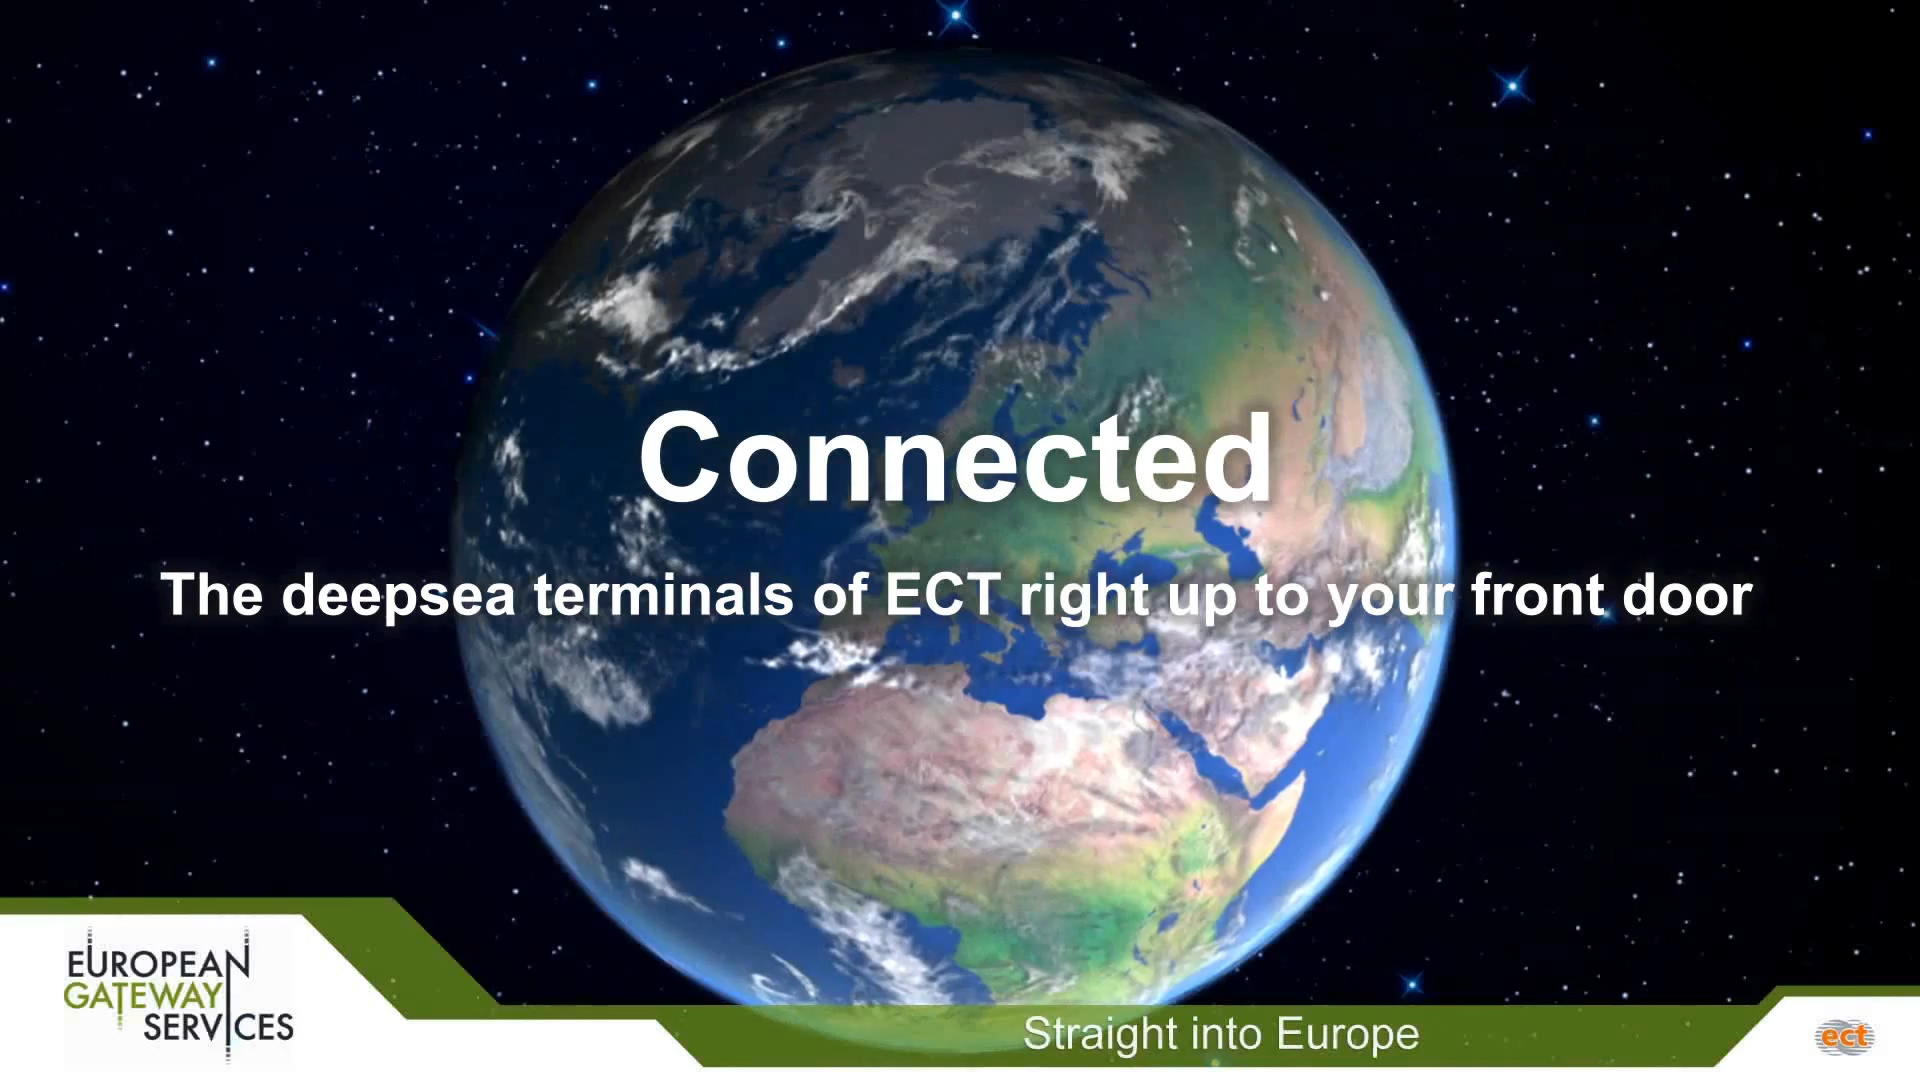 Connected
The deepsea terminals of ECT right up to your front door
EUROPEAN
GATEWAY
SERVICES
Straight into Europe
ect